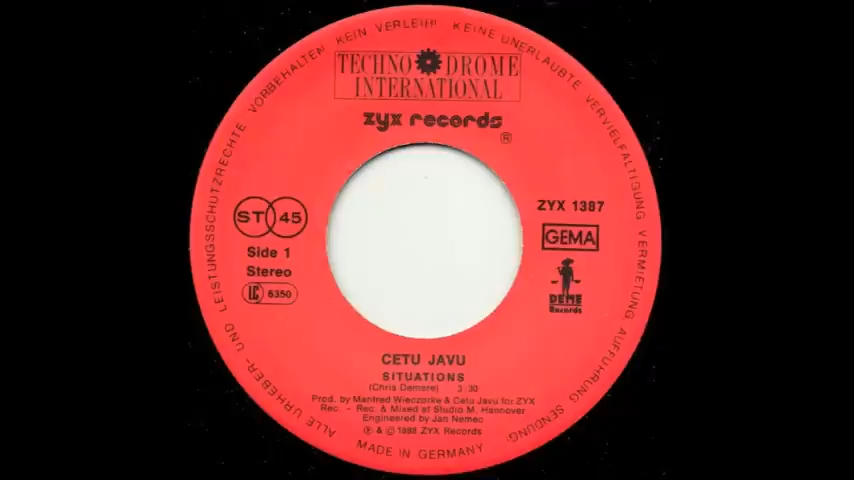 ALLE URHEBER- UND LEISTUNGSSCHUTZRECHTE VORBEHALTEN KEIN VERLEIH! KEINE UNERLAUBTE VERVIELFÄLTIGUNG VERMIETUNG AUFFÜHRUNG SENDUNG!
TECHNO DROME
INTERNATIONAL
zyx records
®
ST 45
Side 1
Stereo
LC 6350
ZYX 1387
GEMA
DEME
Records
CETU JAVU
SITUATIONS
(Chris Demere) 3:30
Prod. by Manfred Wieczorke & Cetu Javu for ZYX
Rec. - Rec. & Mixed at Studio M. Hannover
Engineered by Jan Nemec
Ⓟ & © 1988 ZYX Records
MADE IN GERMANY